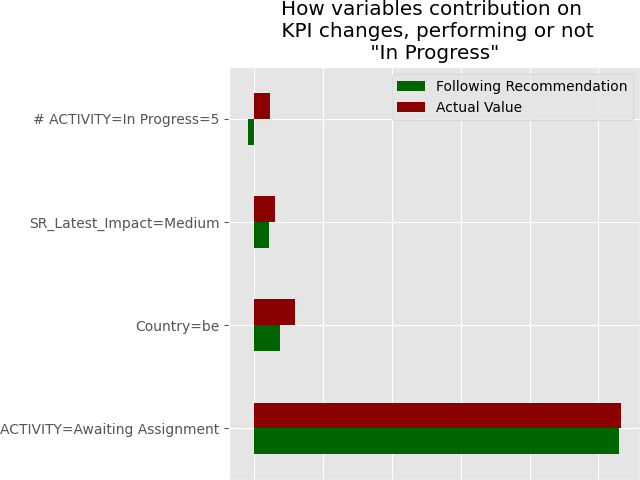 How variables contribution on
KPI changes, performing or not
"In Progress"
Following Recommendation
Actual Value
# ACTIVITY=In Progress=5
SR_Latest_Impact=Medium
Country=be
ACTIVITY=Awaiting Assignment